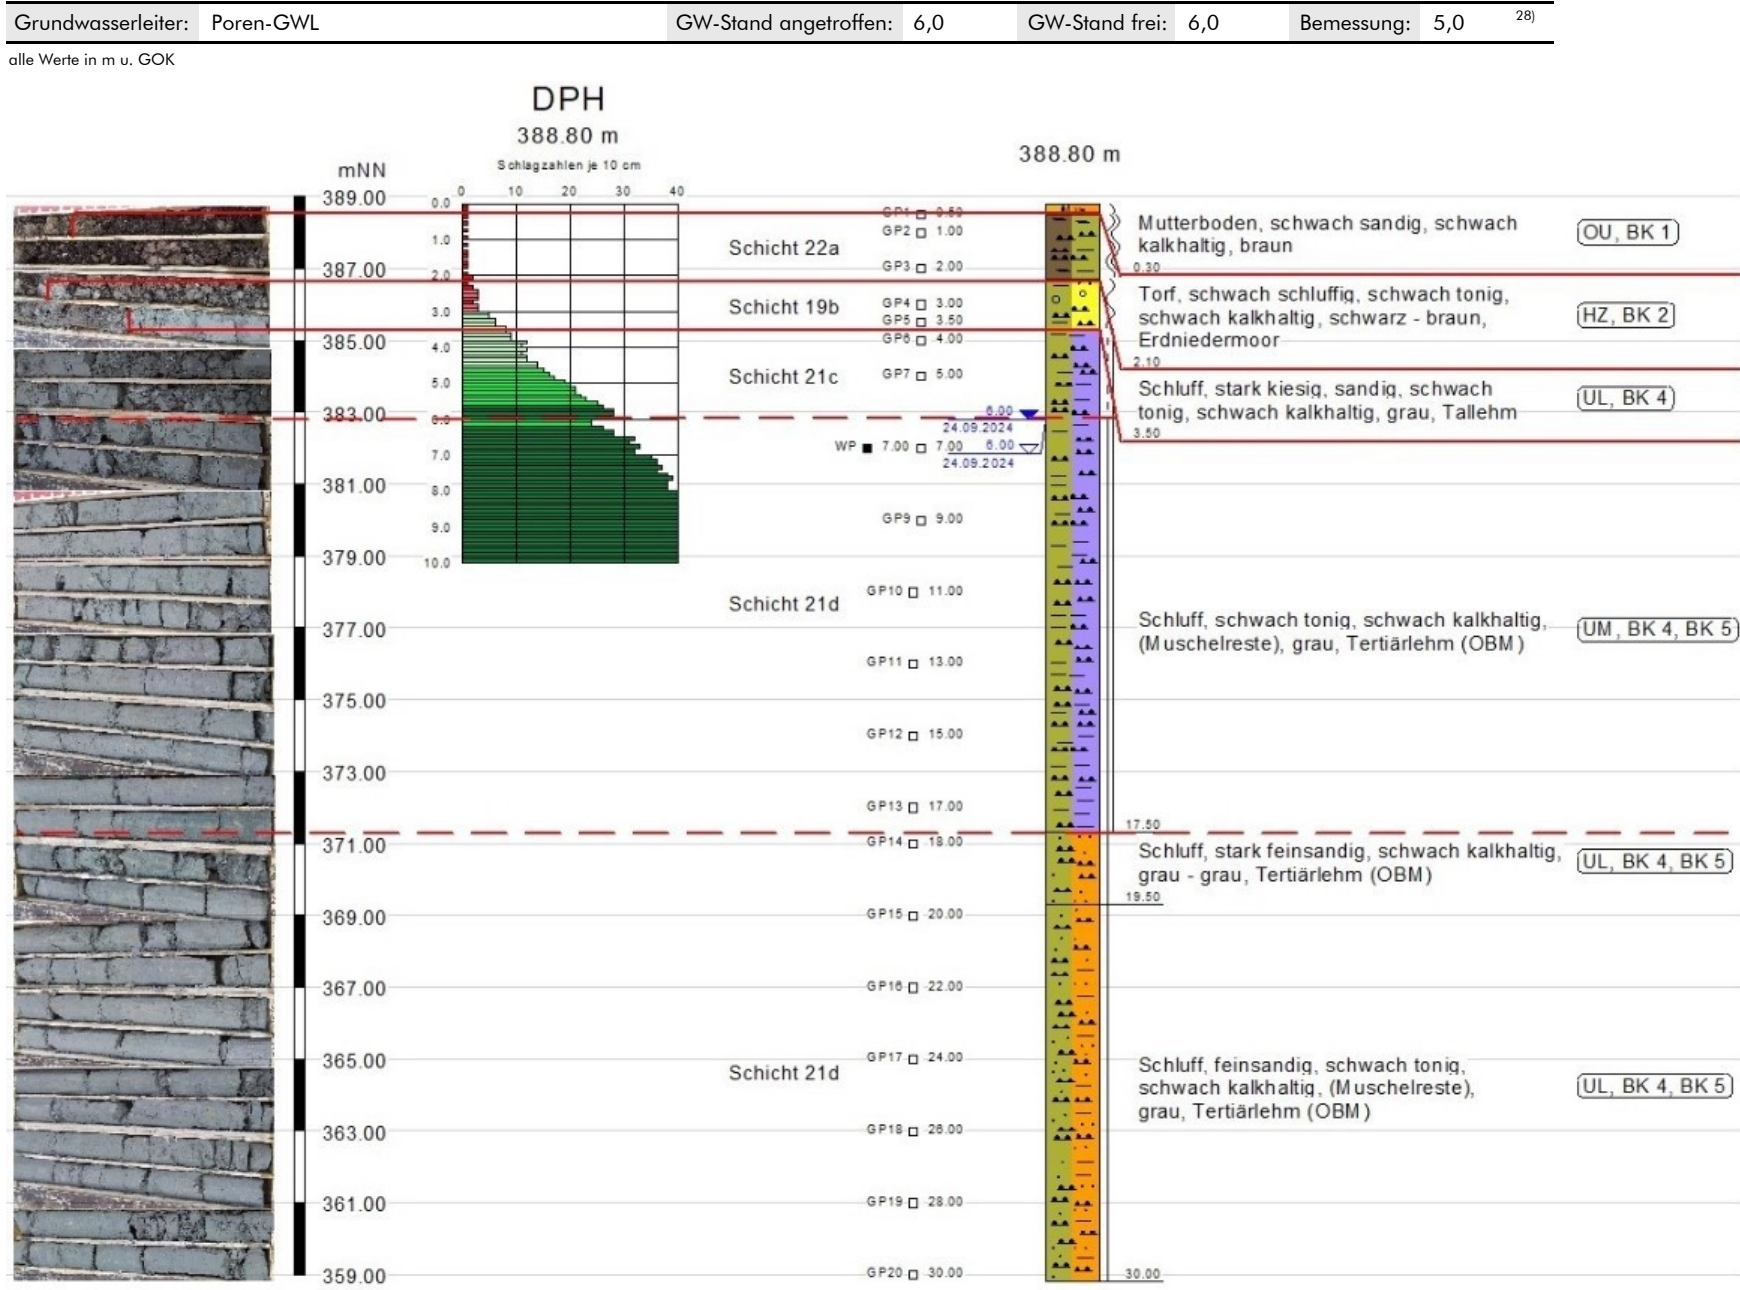 Grundwasserleiter: Poren-GWL GW-Stand angetroffen: 6,0 GW-Stand frei: 6,0 Bemessung: 5,0 28)
alle Werte in m u. GOK
DPH
388.80 m
Schlagzahlen je 10 cm
0 10 20 30 40
0.0
1.0
2.0
3.0
4.0
5.0
6.0
7.0
8.0
9.0
10.0
mNN
389.00
387.00
385.00
383.00
381.00
379.00
377.00
375.00
373.00
371.00
369.00
367.00
365.00
363.00
361.00
359.00
Schicht 22a
Schicht 19b
Schicht 21c
Schicht 21d
Schicht 21d
GP1 0.50
GP2 1.00
GP3 2.00
GP4 3.00
GP5 3.50
GP6 4.00
GP7 5.00
WP 7.00 7.00
GP9 9.00
GP10 11.00
GP11 13.00
GP12 15.00
GP13 17.00
GP14 18.00
GP15 20.00
GP16 22.00
GP17 24.00
GP18 26.00
GP19 28.00
GP20 30.00
6.00
24.09.2024
6.00
24.09.2024
388.80 m
Mutterboden, schwach sandig, schwach
kalkhaltig, braun
OU, BK 1
0.30
Torf, schwach schluffig, schwach tonig,
schwach kalkhaltig, schwarz - braun,
Erdniedermoor
HZ, BK 2
2.10
Schluff, stark kiesig, sandig, schwach
tonig, schwach kalkhaltig, grau, Tallehm
UL, BK 4
3.50
Schluff, schwach tonig, schwach kalkhaltig,
(Muschelreste), grau, Tertiärlehm (OBM)
UM, BK 4, BK 5
17.50
Schluff, stark feinsandig, schwach kalkhaltig,
grau - grau, Tertiärlehm (OBM)
UL, BK 4, BK 5
19.50
Schluff, feinsandig, schwach tonig,
schwach kalkhaltig, (Muschelreste),
grau, Tertiärlehm (OBM)
UL, BK 4, BK 5
30.00